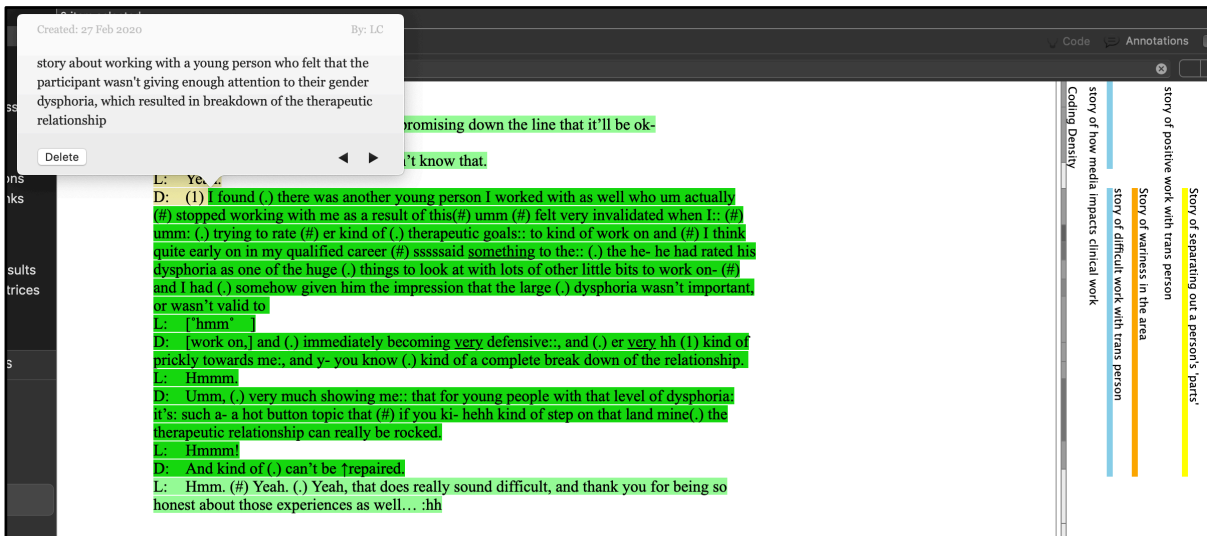 Created: 27 Feb 2020 By: LC
story about working with a young person who felt that the
participant wasn't giving enough attention to their gender
dysphoria, which resulted in breakdown of the therapeutic
relationship
Delete
Code
Annotations
ss
ons
nks
sults
trices
s
promising down the line that it’ll be ok-
’t know that.
L: Yeah.
D: (1) I found (.) there was another young person I worked with as well who um actually
(#) stopped working with me as a result of this(#) umm (#) felt very invalidated when I:: (#)
umm: (.) trying to rate (#) er kind of (.) therapeutic goals:: to kind of work on and (#) I think
quite early on in my qualified career (#) sssssaid something to the:: (.) the he- he had rated his
dysphoria as one of the huge (.) things to look at with lots of other little bits to work on- (#)
and I had (.) somehow given him the impression that the large (.) dysphoria wasn’t important,
or wasn’t valid to
L: [°hmm° ]
D: [work on,] and (.) immediately becoming very defensive::, and (.) er very hh (1) kind of
prickly towards me:, and y- you know (.) kind of a complete break down of the relationship.
L: Hmmm.
D: Umm, (.) very much showing me:: that for young people with that level of dysphoria:
it’s: such a- a hot button topic that (#) if you ki- hehh kind of step on that land mine(.) the
therapeutic relationship can really be rocked.
L: Hmmm!
D: And kind of (.) can’t be ↑repaired.
L: Hmm. (#) Yeah. (.) Yeah, that does really sound difficult, and thank you for being so
honest about those experiences as well… :hh
Coding Density
story of how media impacts clinical work
story of difficult work with trans person
Story of wariness in the area
story of positive work with trans person
Story of separating out a person's 'parts'